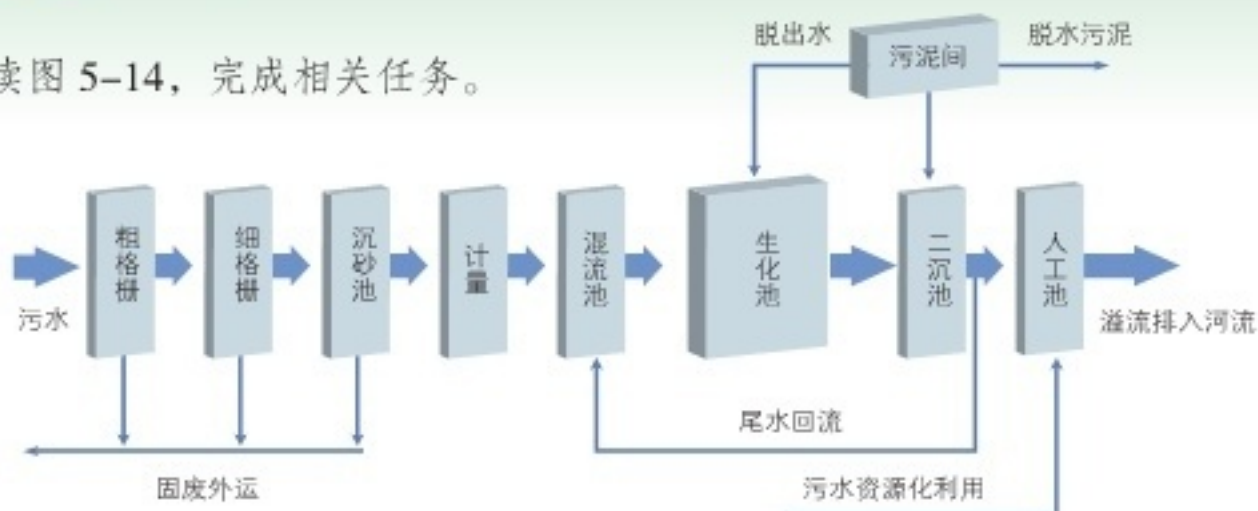 读图 5-14，完成相关任务。
脱出水
污泥间
脱水污泥
污水
粗格栅
细格栅
沉砂池
计量
混流池
生化池
二沉池
人工池
溢流排入河流
尾水回流
固废外运
污水资源化利用